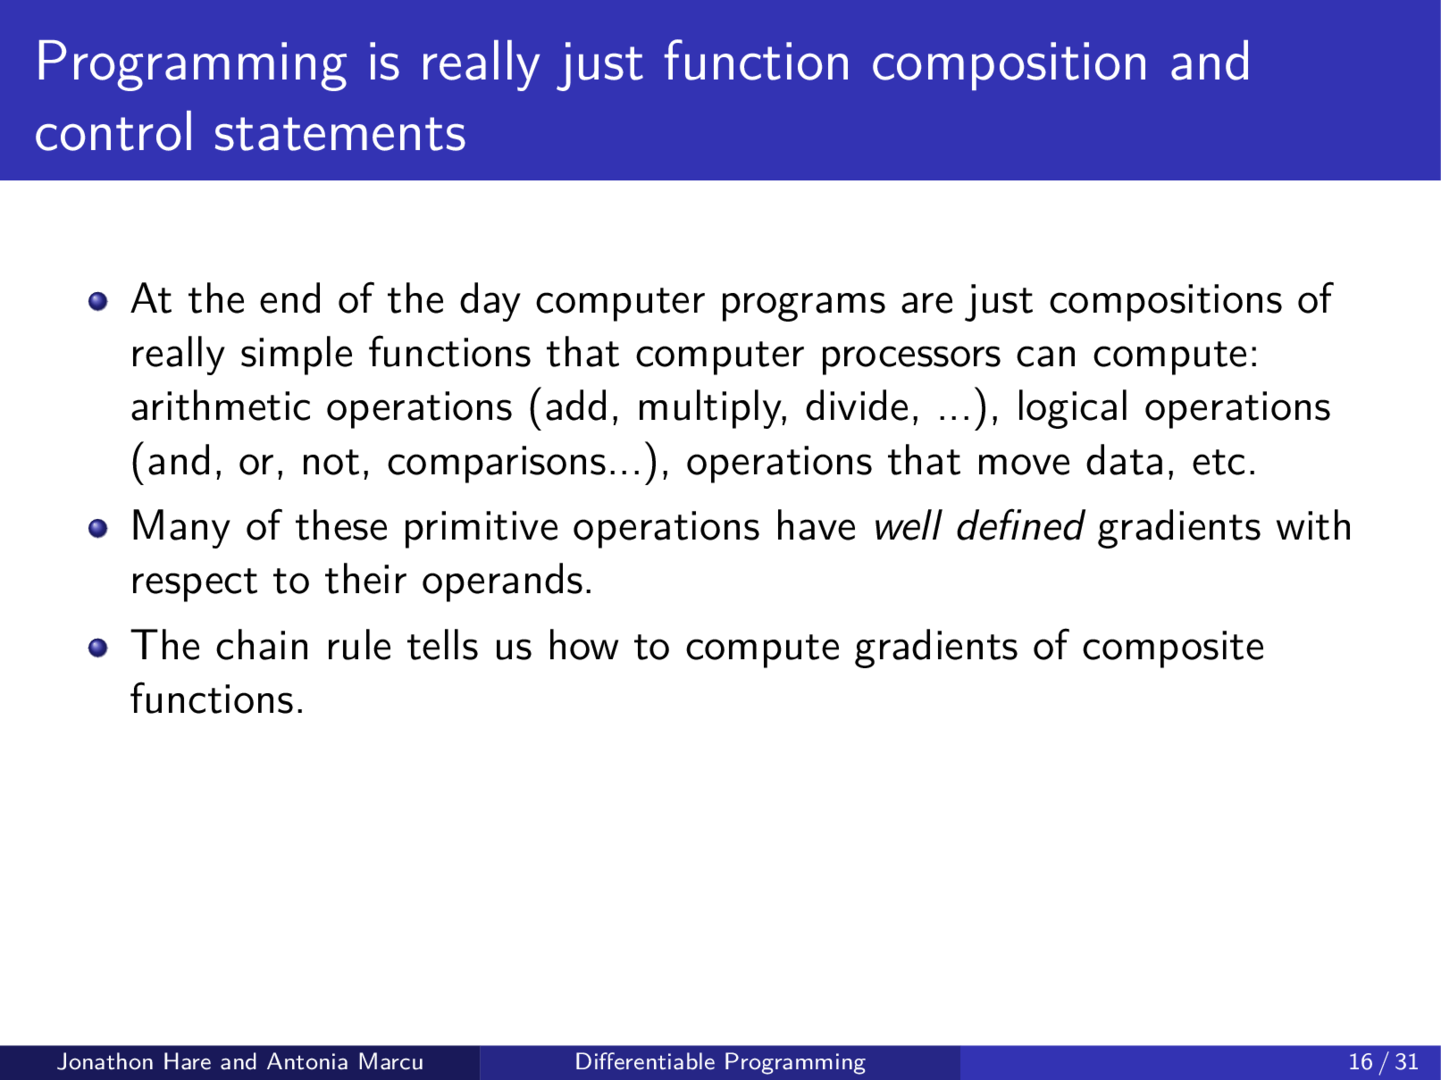 Programming is really just function composition and
control statements
At the end of the day computer programs are just compositions of
really simple functions that computer processors can compute:
arithmetic operations (add, multiply, divide, ...), logical operations
(and, or, not, comparisons...), operations that move data, etc.
Many of these primitive operations have well defined gradients with
respect to their operands.
The chain rule tells us how to compute gradients of composite
functions.
Jonathon Hare and Antonia Marcu
Differentiable Programming
16 / 31